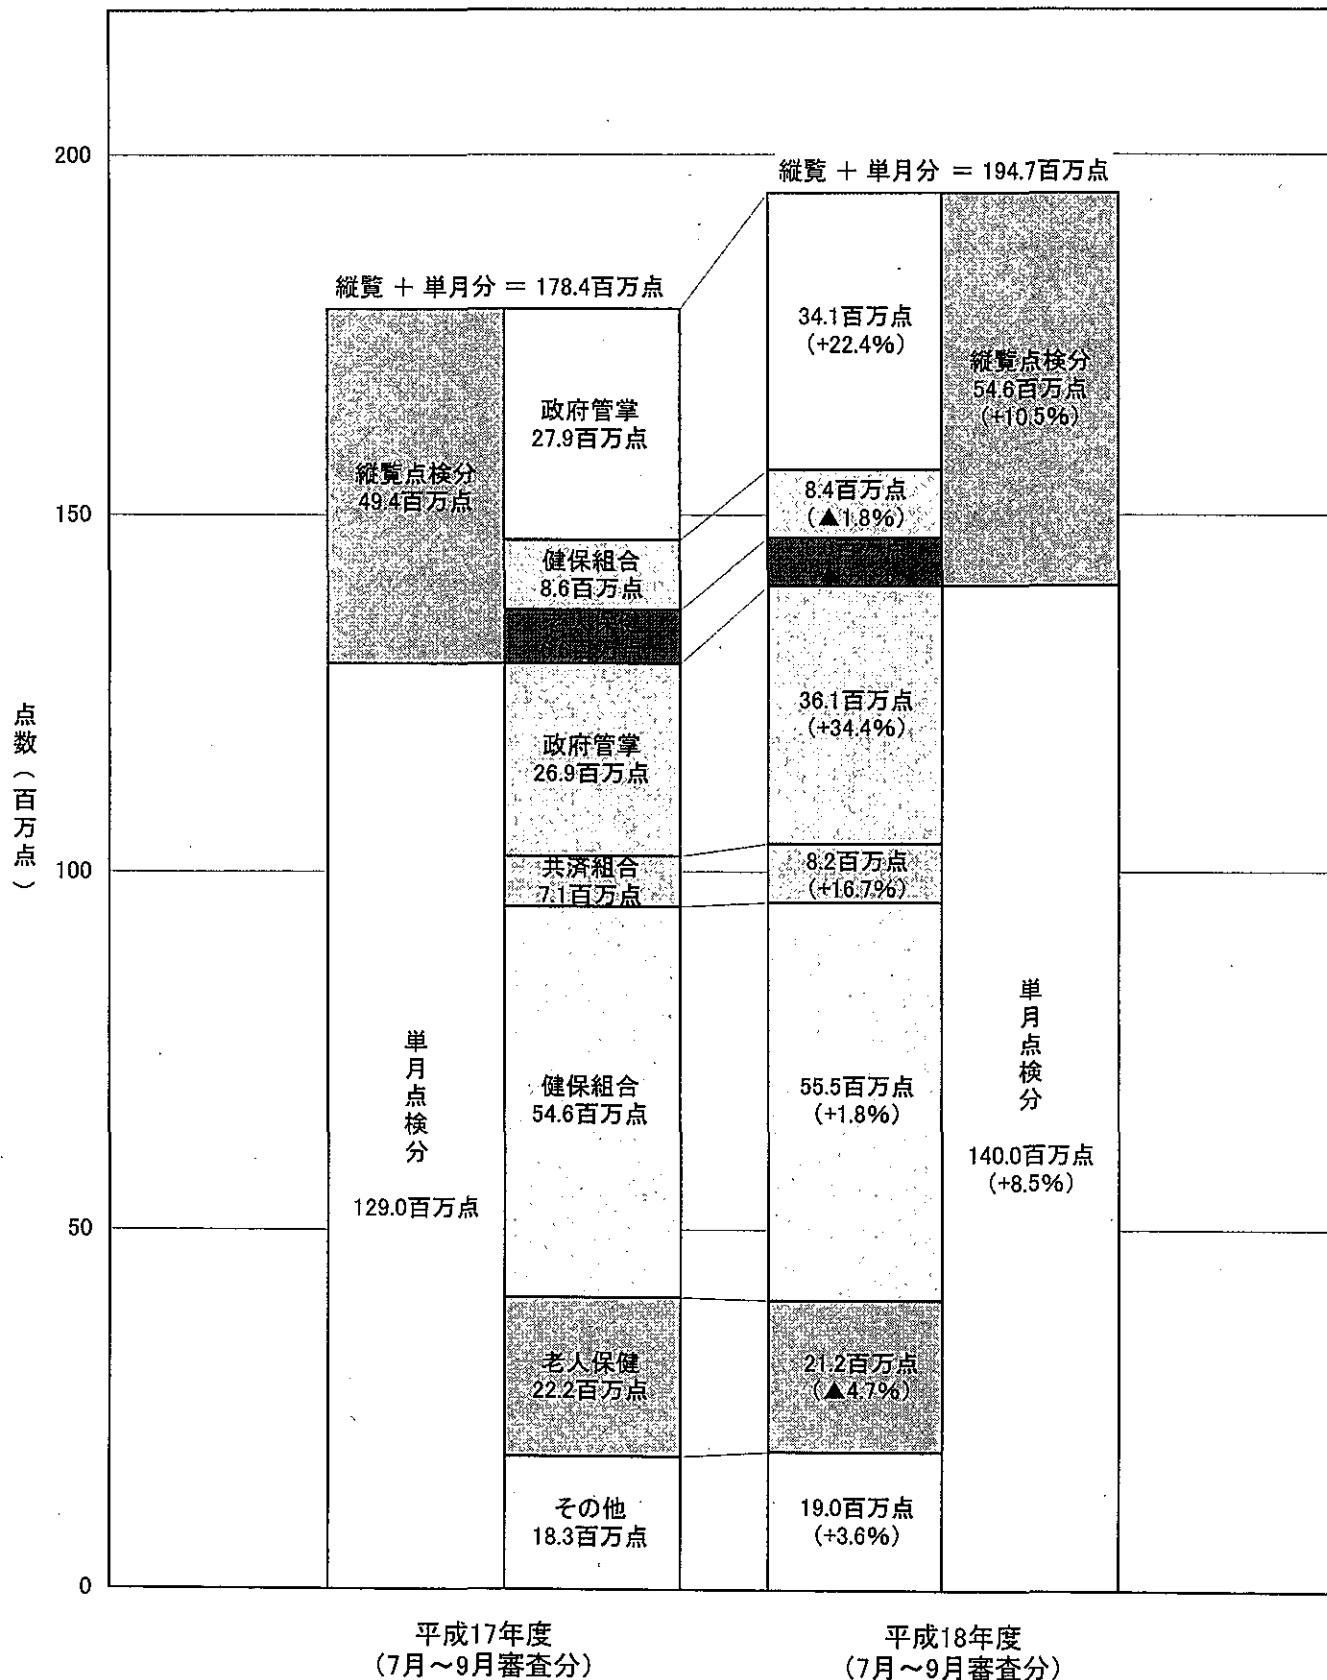 200
150
100
50
0
点数(百万点)
縦覧 + 単月分 = 178.4百万点
縦覧点検分
49.4百万点
単月点検分
129.0百万点
政府管掌
27.9百万点
健保組合
8.6百万点
政府管掌
26.9百万点
共済組合
7.1百万点
健保組合
54.6百万点
老人保健
22.2百万点
その他
18.3百万点
縦覧 + 単月分 = 194.7百万点
34.1百万点
(+22.4%)
8.4百万点
(▲1.8%)
36.1百万点
(+34.4%)
8.2百万点
(+16.7%)
55.5百万点
(+1.8%)
21.2百万点
(▲4.7%)
19.0百万点
(+3.6%)
縦覧点検分
54.6百万点
(+10.5%)
単月点検分
140.0百万点
(+8.5%)
平成17年度
(7月~9月審査分)
平成18年度
(7月~9月審査分)